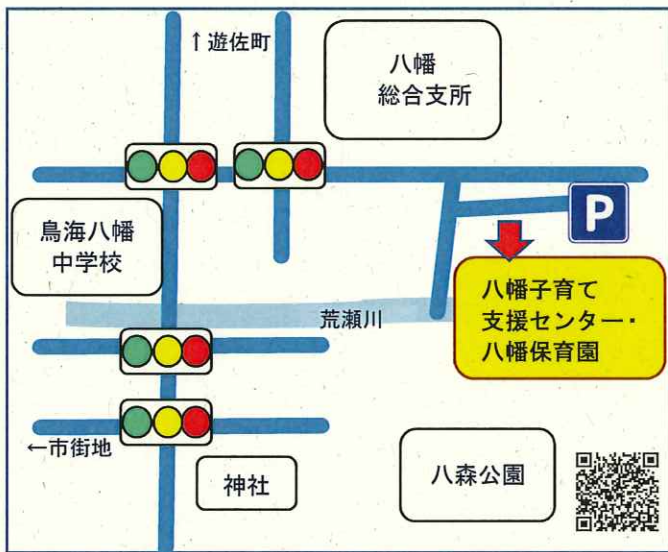 ↑遊佐町
八幡
総合支所
鳥海八幡
中学校
P
八幡子育て
支援センター・
八幡保育園
荒瀬川
←市街地
神社
八森公園